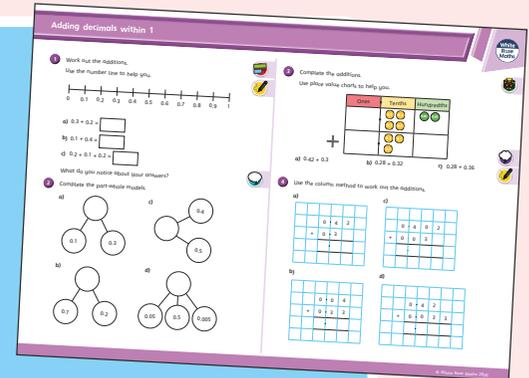 Adding decimals within 1
White Rose Maths
1 Work out the additions.
Use the number line to help you.
0 0.1 0.2 0.3 0.4 0.5 0.6 0.7 0.8 0.9 1
a) 0.3 + 0.2 =
b) 0.1 + 0.4 =
c) 0.2 + 0.1 + 0.2 =
What do you notice about your answers?
2 Complete the part-whole models.
a)
0.1 0.3
c)
0.4
0.5
b)
0.7 0.2
d)
0.05 0.5 0.005
3 Complete the additions.
Use place value charts to help you.
Ones Tenths Hundredths
+
a) 0.42 + 0.3 b) 0.28 + 0.32 c) 0.28 + 0.36
4 Use the column method to work out the additions.
a)
0 . 4 2
+ 0 . 3
c)
0 . 4 0 2
+ 0 0 3
b)
0 . 0 4
+ 0 . 3 3
d)
0 . 4 2
+ 0 . 0 3 3